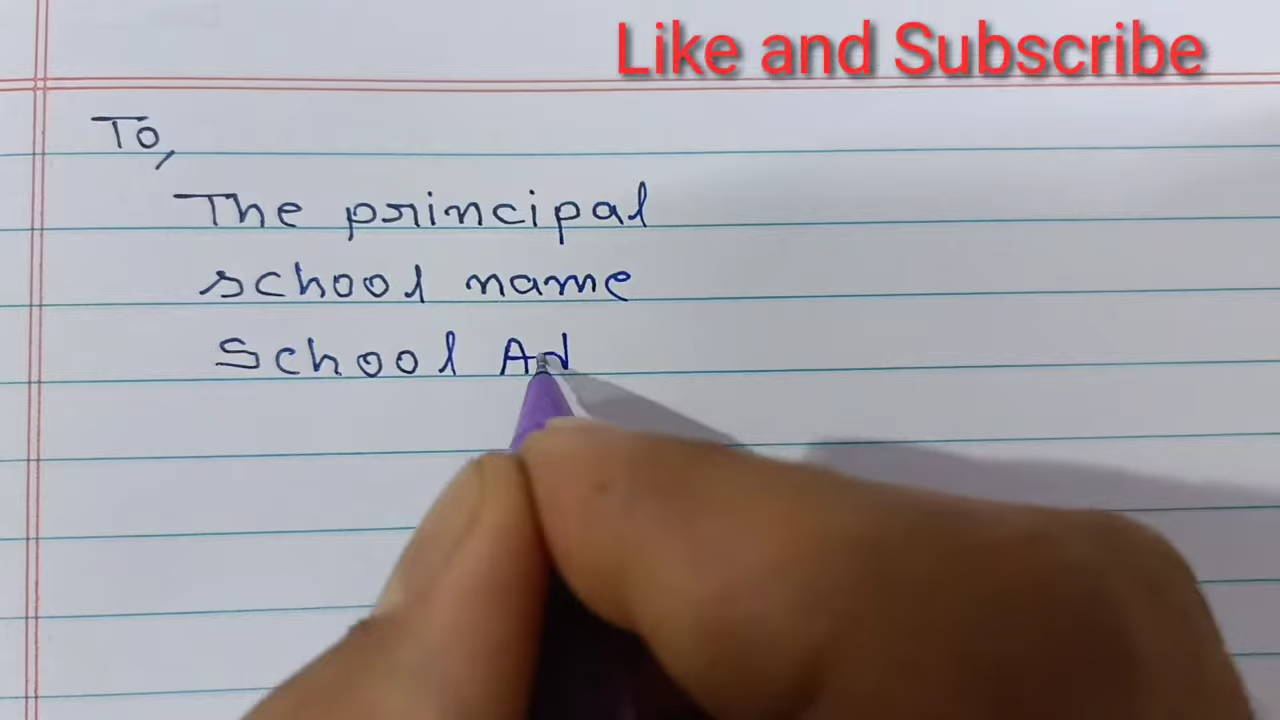 Like and Subscribe
To,
The principal
school name
School Ad